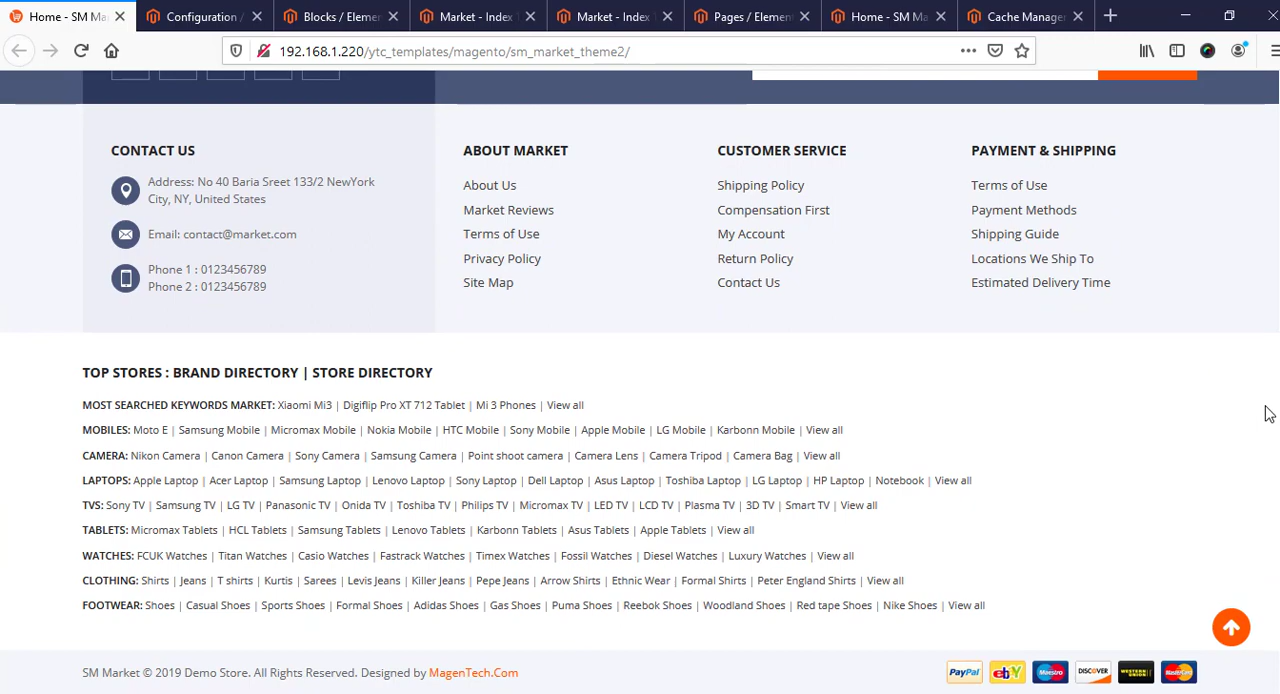 Home - SM Ma
Configuration /
Blocks / Elemen
Market - Index
Market - Index
Pages / Elemen
Home - SM Ma
Cache Manage
192.168.1.220/ytc_templates/magento/sm_market_theme2/
CONTACT US
Address: No 40 Baria Sreet 133/2 NewYork
City, NY, United States
Email: contact@market.com
Phone 1 : 0123456789
Phone 2 : 0123456789
ABOUT MARKET
About Us
Market Reviews
Terms of Use
Privacy Policy
Site Map
CUSTOMER SERVICE
Shipping Policy
Compensation First
My Account
Return Policy
Contact Us
PAYMENT & SHIPPING
Terms of Use
Payment Methods
Shipping Guide
Locations We Ship To
Estimated Delivery Time
TOP STORES : BRAND DIRECTORY | STORE DIRECTORY
MOST SEARCHED KEYWORDS MARKET: Xiaomi Mi3 | Digiflip Pro XT 712 Tablet | Mi 3 Phones | View all
MOBILES: Moto E | Samsung Mobile | Micromax Mobile | Nokia Mobile | HTC Mobile | Sony Mobile | Apple Mobile | LG Mobile | Karbonn Mobile | View all
CAMERA: Nikon Camera | Canon Camera | Sony Camera | Samsung Camera | Point shoot camera | Camera Lens | Camera Tripod | Camera Bag | View all
LAPTOPS: Apple Laptop | Acer Laptop | Samsung Laptop | Lenovo Laptop | Sony Laptop | Dell Laptop | Asus Laptop | Toshiba Laptop | LG Laptop | HP Laptop | Notebook | View all
TVS: Sony TV | Samsung TV | LG TV | Panasonic TV | Onida TV | Toshiba TV | Philips TV | Micromax TV | LED TV | LCD TV | Plasma TV | 3D TV | Smart TV | View all
TABLETS: Micromax Tablets | HCL Tablets | Samsung Tablets | Lenovo Tablets | Karbonn Tablets | Asus Tablets | Apple Tablets | View all
WATCHES: FCUK Watches | Titan Watches | Casio Watches | Fastrack Watches | Timex Watches | Fossil Watches | Diesel Watches | Luxury Watches | View all
CLOTHING: Shirts | Jeans | T shirts | Kurtis | Sarees | Levis Jeans | Killer Jeans | Pepe Jeans | Arrow Shirts | Ethnic Wear | Formal Shirts | Peter England Shirts | View all
FOOTWEAR: Shoes | Casual Shoes | Sports Shoes | Formal Shoes | Adidas Shoes | Gas Shoes | Puma Shoes | Reebok Shoes | Woodland Shoes | Red tape Shoes | Nike Shoes | View all
SM Market © 2019 Demo Store. All Rights Reserved. Designed by MagenTech.Com
PayPal ebY Maestro DISCOVER WESTERN UNION MasterCard